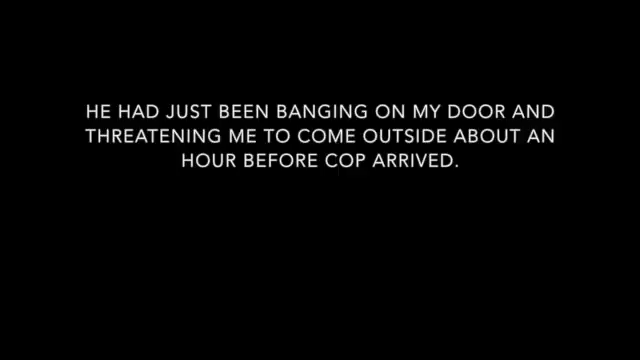 HE HAD JUST BEEN BANGING ON MY DOOR AND
THREATENING ME TO COME OUTSIDE ABOUT AN
HOUR BEFORE COP ARRIVED.